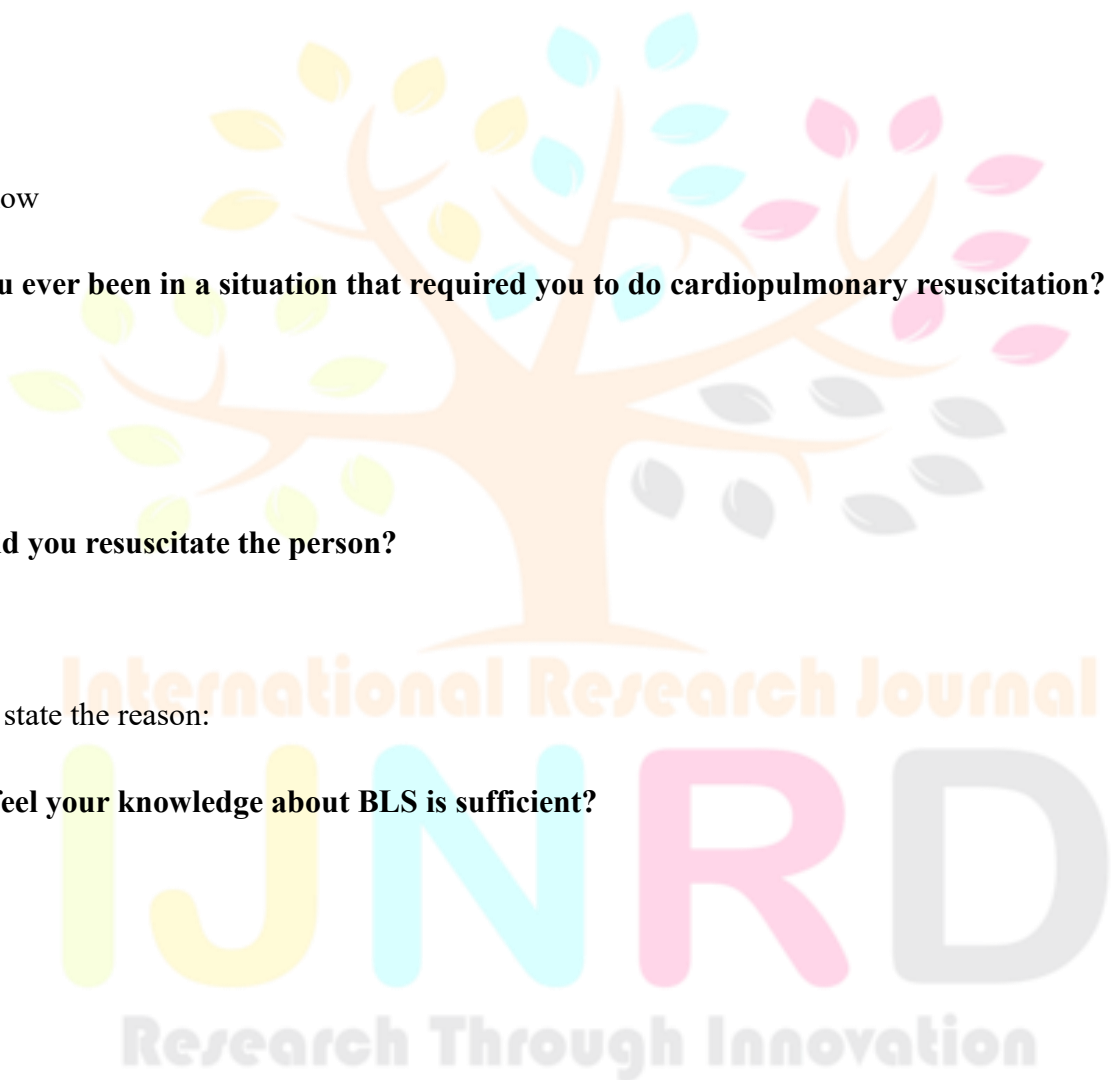 ow
u ever been in a situation that required you to do cardiopulmonary resuscitation?
d you resuscitate the person?
International Research Journal
state the reason:
feel your knowledge about BLS is sufficient?
IJNRD
Research Through Innovation